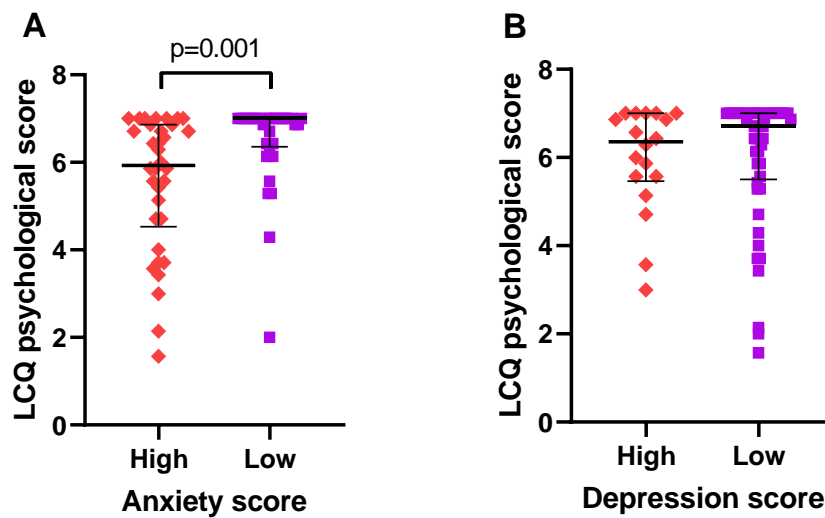 A
p=0.001
LCQ psychological score
8
6
4
2
0
High
Low
Anxiety score
B
LCQ psychological score
8
6
4
2
0
High
Low
Depression score